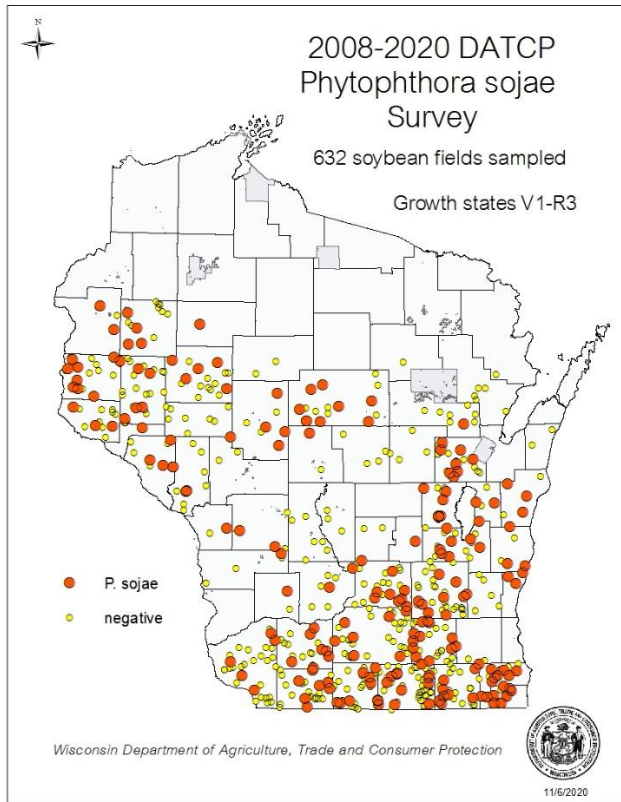 N
2008-2020 DATCP
Phytophthora sojae
Survey
632 soybean fields sampled
Growth states V1-R3
P. sojae
negative
Wisconsin Department of Agriculture, Trade and Consumer Protection
11/6/2020